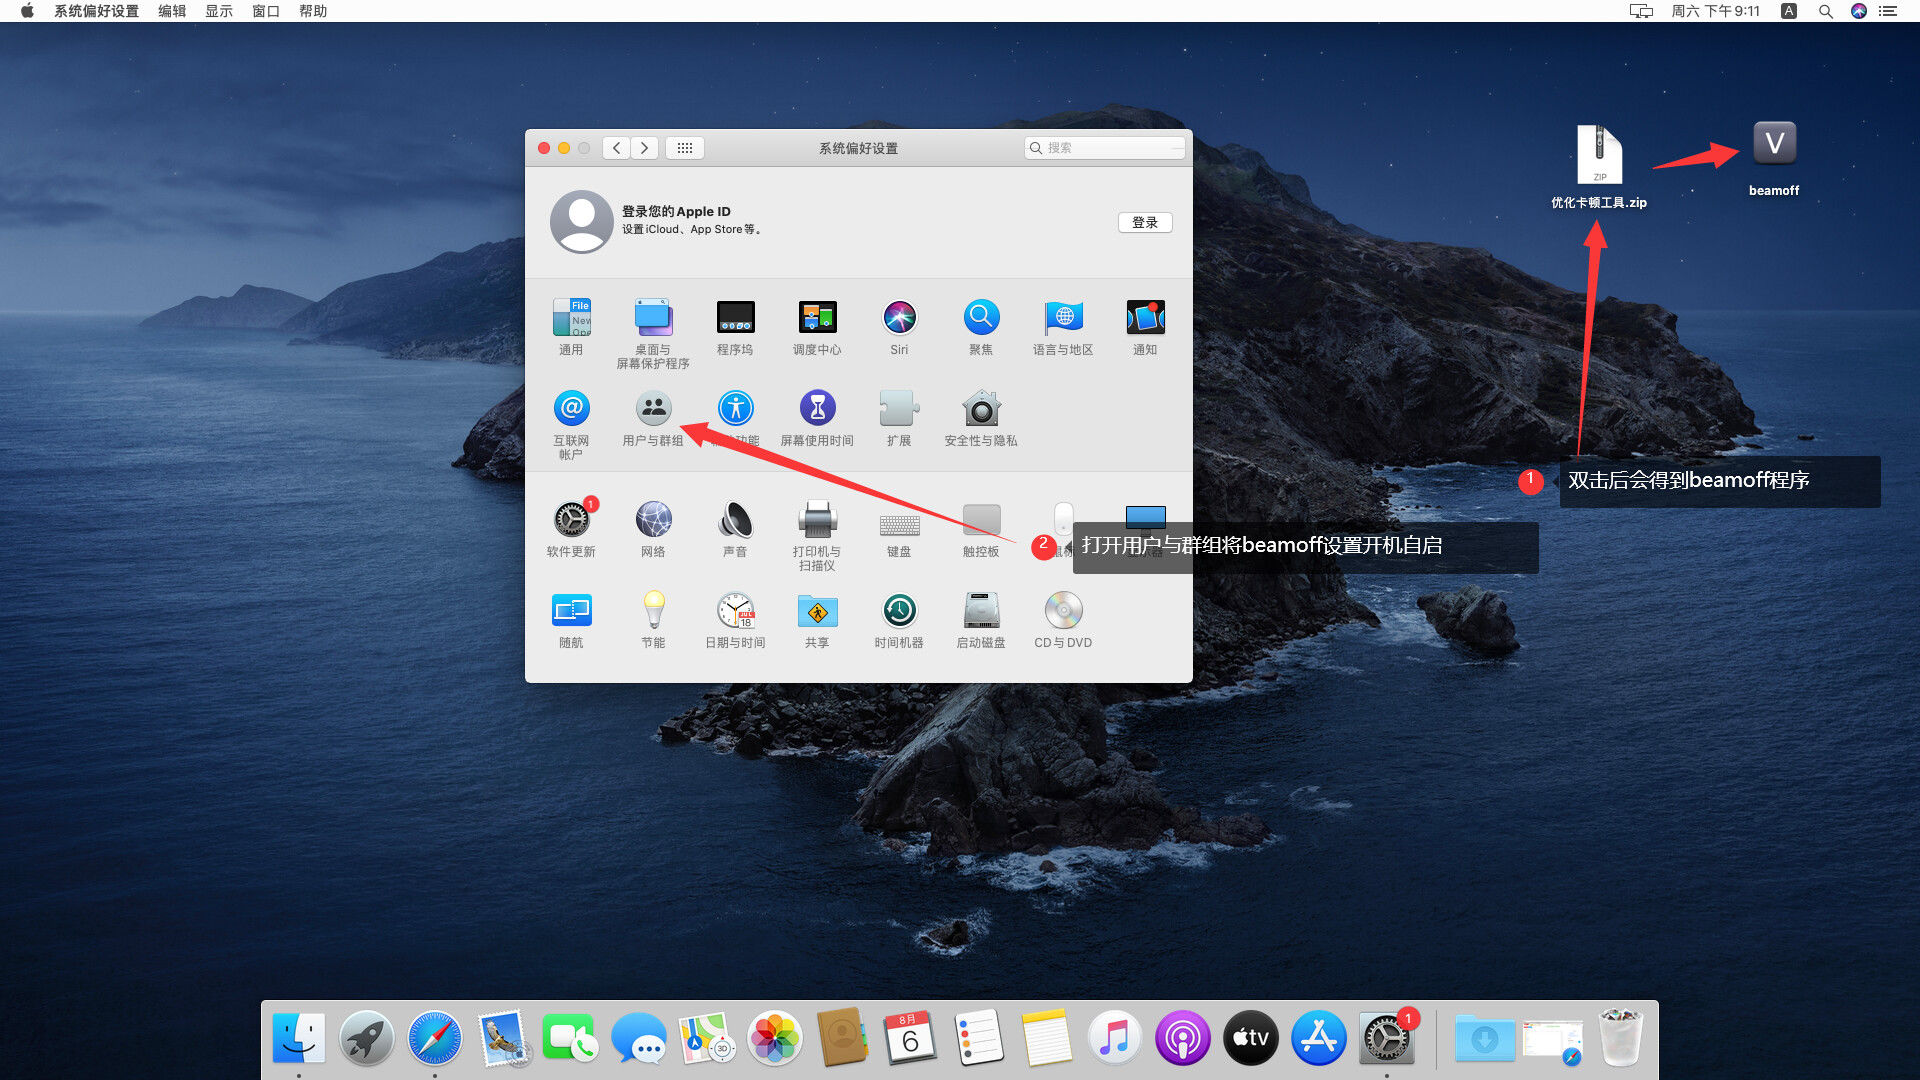 系统偏好设置 编辑 显示 窗口 帮助
周六 下午9:11 A
系统偏好设置
搜索
登录您的 Apple ID
设置 iCloud、App Store 等。
登录
File
New
Ope
通用
桌面与
屏幕保护程序
程序坞
调度中心
Siri
聚焦
语言与地区
通知
@
互联网
帐户
用户与群组
功能
屏幕使用时间
扩展
安全性与隐私
1
软件更新
网络
声音
打印机与
扫描仪
键盘
触控板
鼠标
显示器
随航
节能
JUL
18
日期与时间
共享
时间机器
启动磁盘
CD 与 DVD
ZIP
优化卡顿工具.zip
V
beamoff
1 双击后会得到beamoff程序
2 打开用户与群组将beamoff设置开机自启
3D
8月
6
tv
1